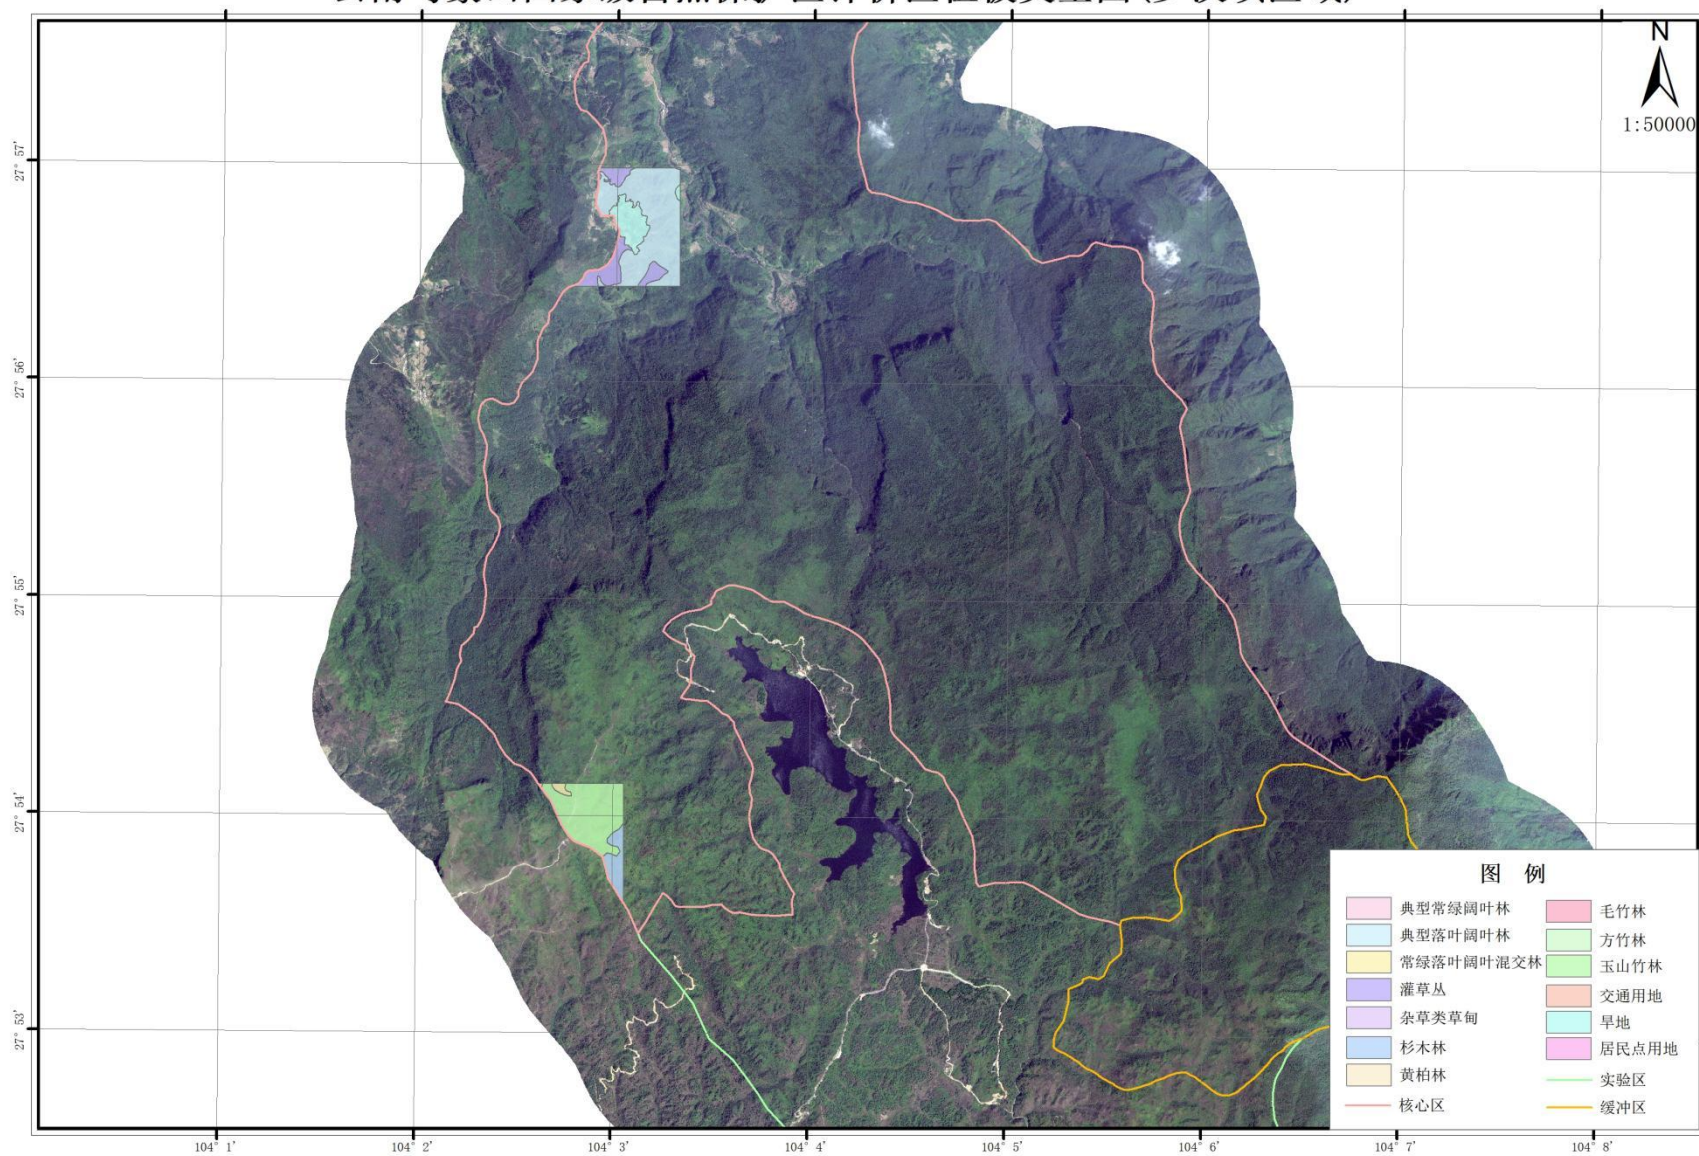 N
1:50000
27° 57′
27° 56′
27° 55′
27° 54′
27° 53′
图 例
典型常绿阔叶林
典型落叶阔叶林
常绿落叶阔叶混交林
灌草丛
杂草类草甸
杉木林
黄柏林
核心区
毛竹林
方竹林
玉山竹林
交通用地
旱地
居民点用地
实验区
缓冲区
104° 1′
104° 2′
104° 3′
104° 4′
104° 5′
104° 6′
104° 7′
104° 8′